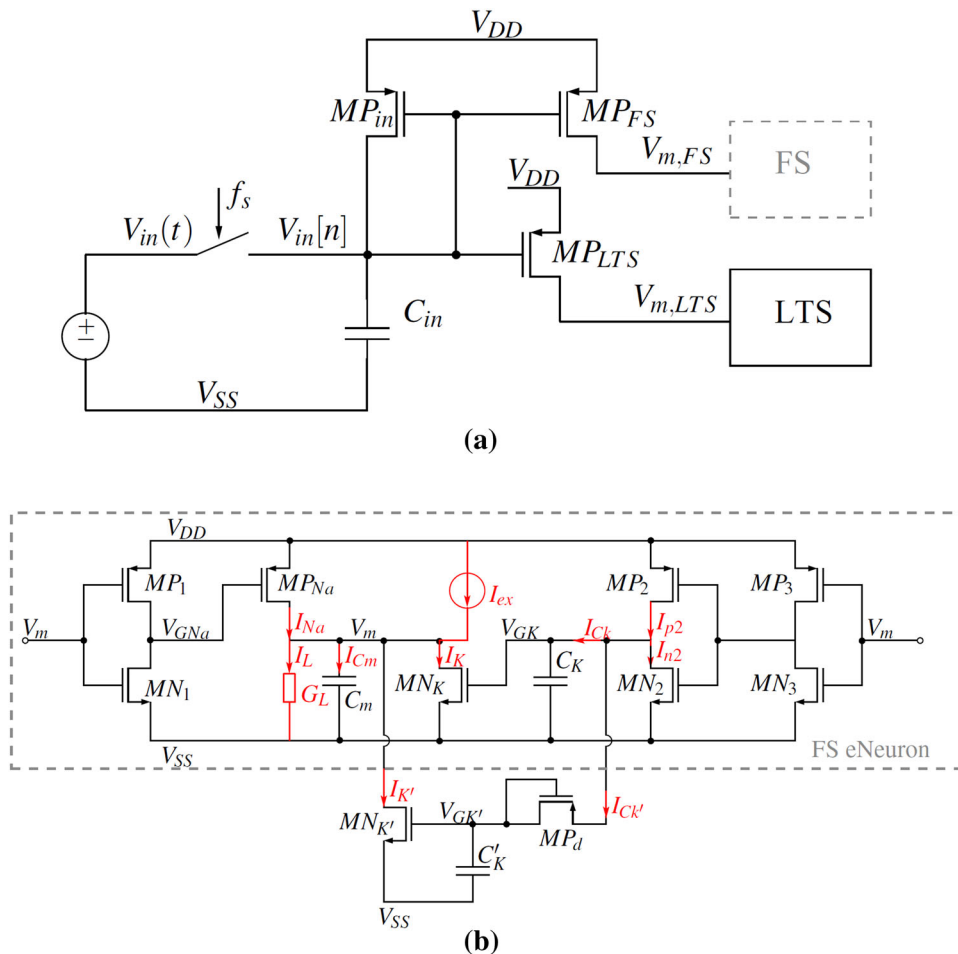 V_DD
MP_in
MP_FS
V_m,FS
FS
V_DD
f_s
V_in(t)
V_in[n]
MP_LTS
V_m,LTS
LTS
±
C_in
V_SS
(a)
V_DD
MP_1
MP_Na
I_ex
MP_2
MP_3
V_m
V_GNa
I_Na
V_m
V_GK
I_Ck
I_p2
V_m
I_L
I_Cm
I_K
C_K
I_n2
MN_1
G_L
C_m
MN_K
MN_2
MN_3
V_SS
FS eNeuron
I_K'
V_GK'
I_Ck'
MN_K'
MP_d
C'_K
V_SS
(b)